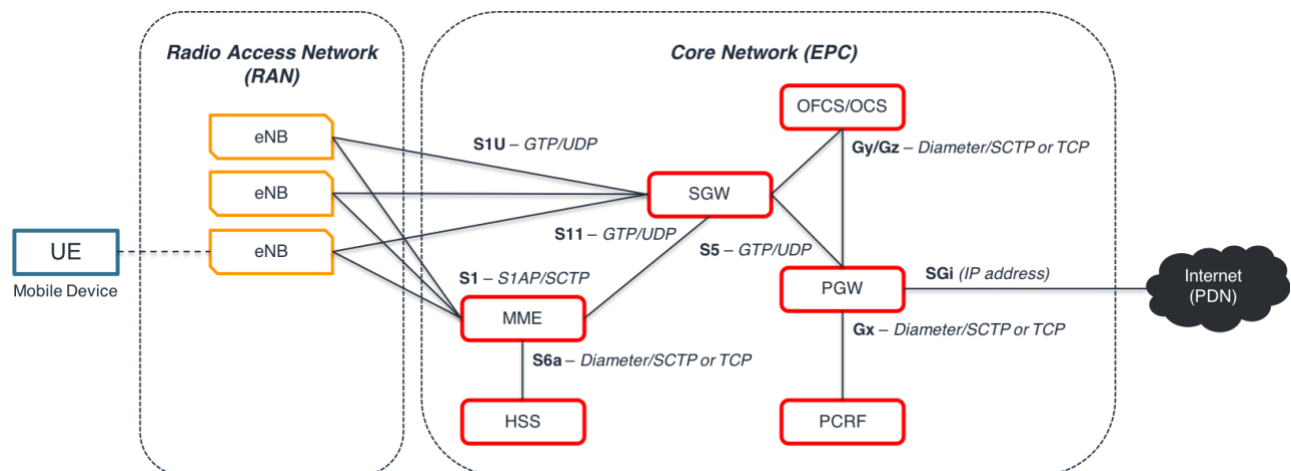 Radio Access Network
(RAN)
Core Network (EPC)
OFCS/OCS
eNB
S1U – GTP/UDP
Gy/Gz – Diameter/SCTP or TCP
eNB
SGW
UE
eNB
S11 – GTP/UDP
S5 – GTP/UDP
Mobile Device
S1 – S1AP/SCTP
SGi (IP address)
Internet
(PDN)
MME
PGW
Gx – Diameter/SCTP or TCP
S6a – Diameter/SCTP or TCP
HSS
PCRF